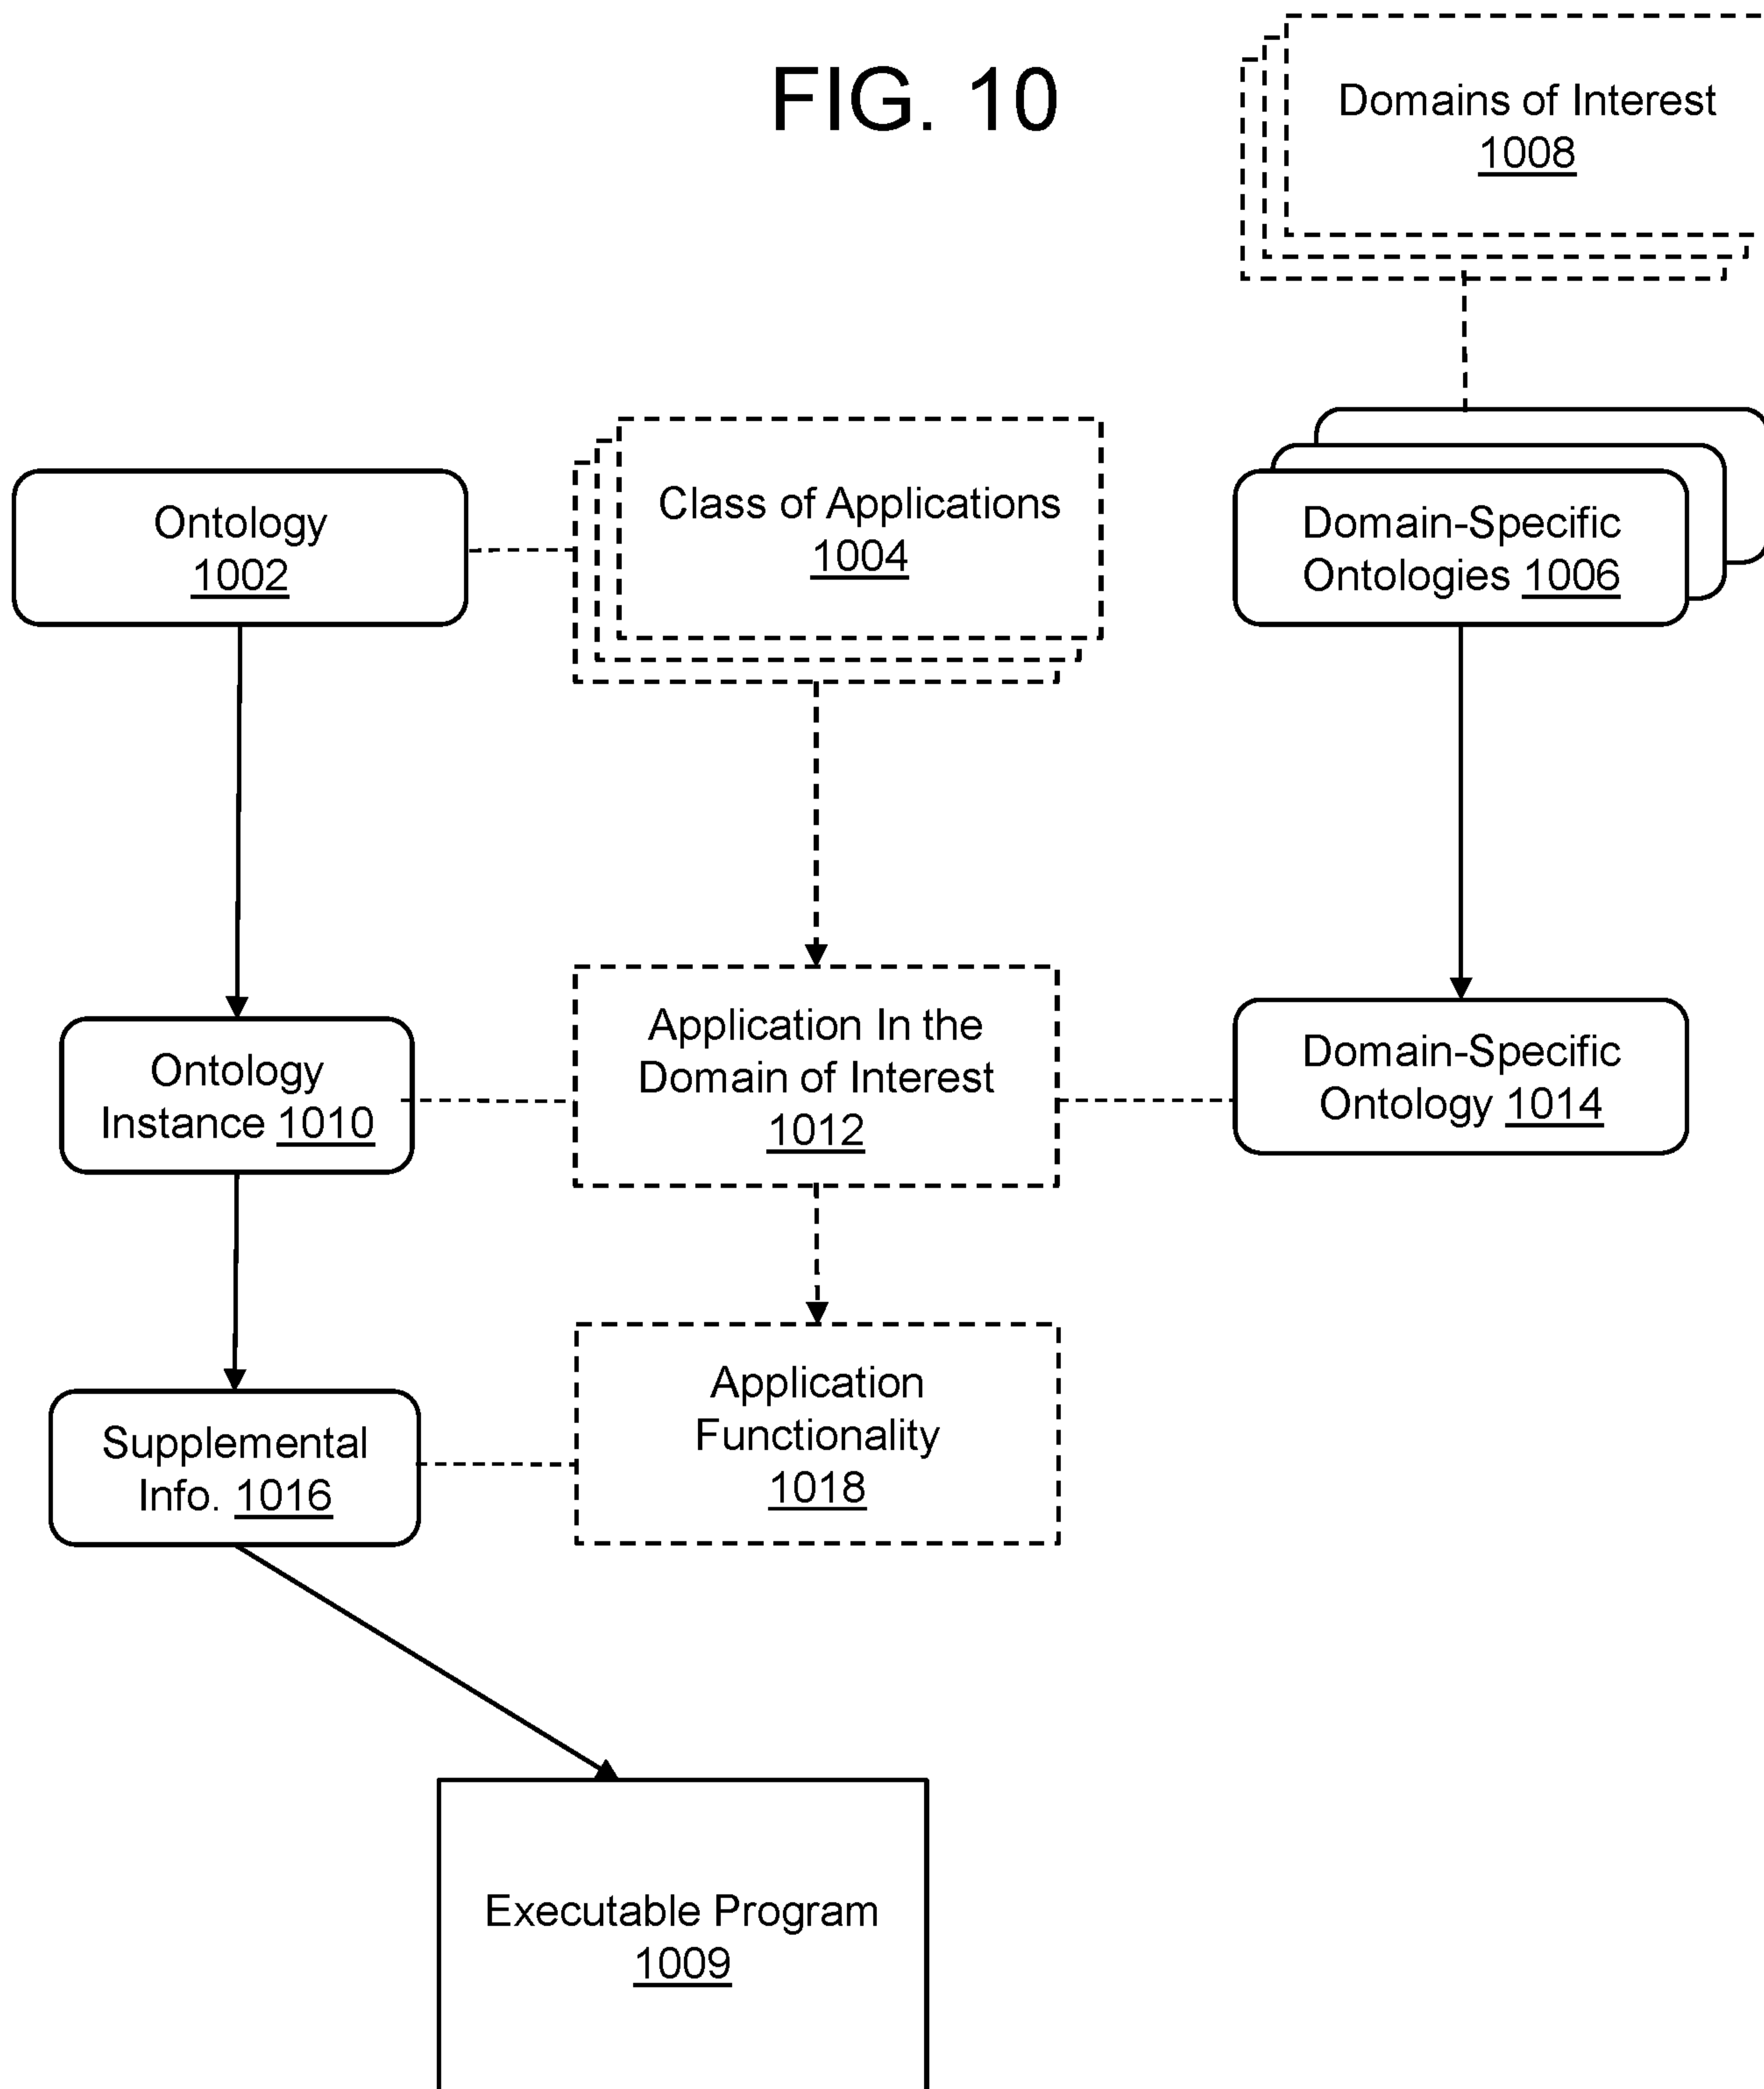 FIG. 10
Domains of Interest
1008
Ontology
1002
Class of Applications
1004
Domain-Specific
Ontologies 1006
Ontology
Instance 1010
Application In the
Domain of Interest
1012
Domain-Specific
Ontology 1014
Supplemental
Info. 1016
Application
Functionality
1018
Executable Program
1009